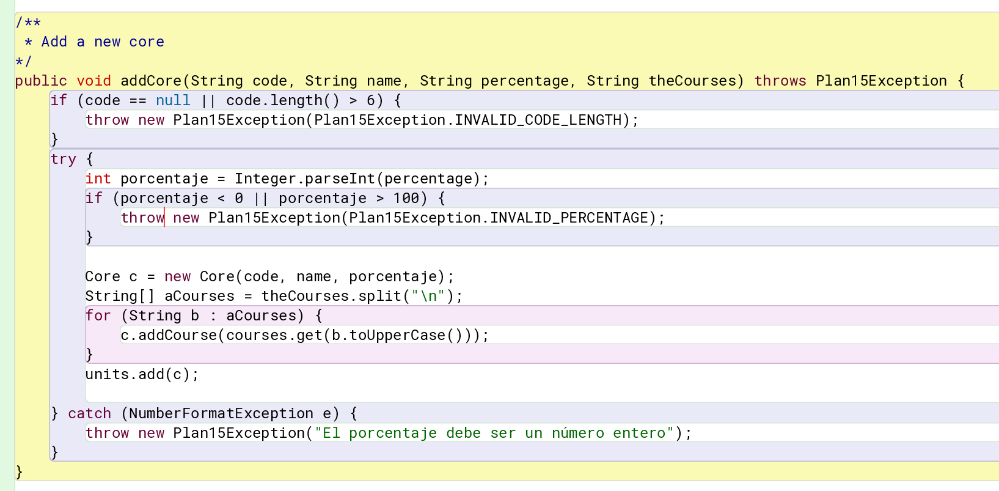 /**
 * Add a new core
*/
public void addCore(String code, String name, String percentage, String theCourses) throws Plan15Exception {
    if (code == null || code.length() > 6) {
        throw new Plan15Exception(Plan15Exception.INVALID_CODE_LENGTH);
    }
    try {
        int porcentaje = Integer.parseInt(percentage);
        if (porcentaje < 0 || porcentaje > 100) {
            throw new Plan15Exception(Plan15Exception.INVALID_PERCENTAGE);
        }

        Core c = new Core(code, name, porcentaje);
        String[] aCourses = theCourses.split("\n");
        for (String b : aCourses) {
            c.addCourse(courses.get(b.toUpperCase()));
        }
        units.add(c);

    } catch (NumberFormatException e) {
        throw new Plan15Exception("El porcentaje debe ser un número entero");
    }
}